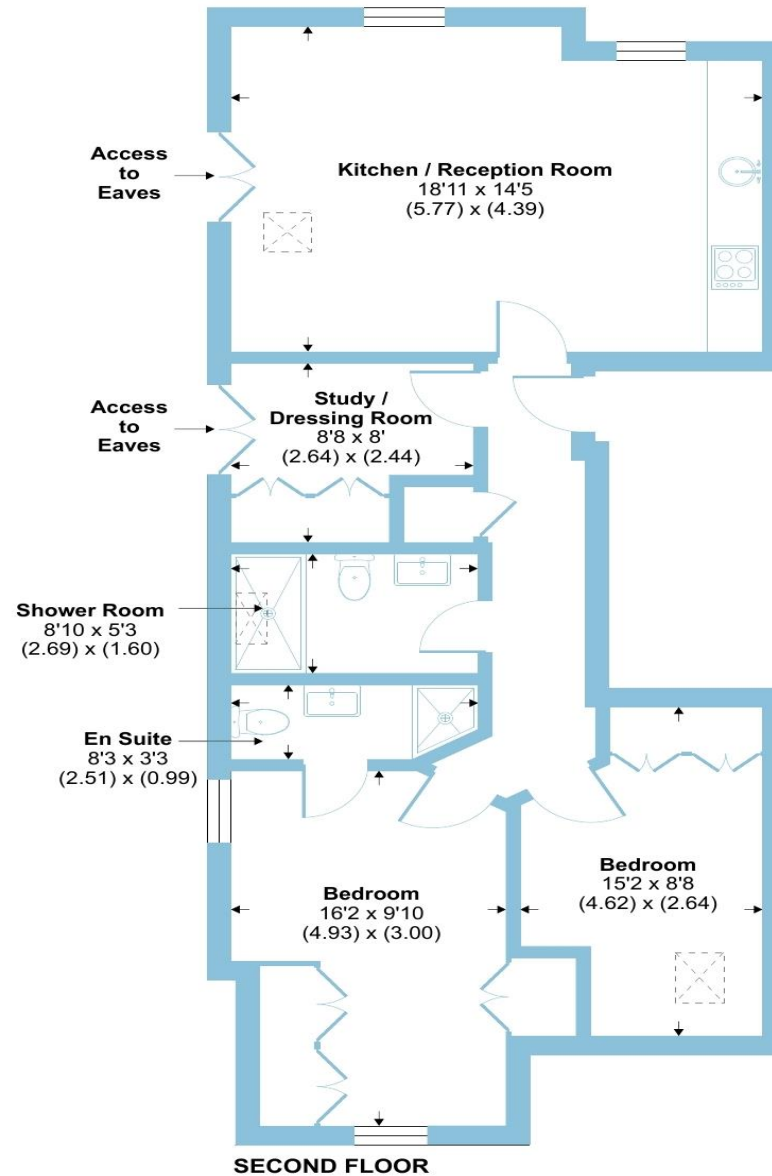 Access
to
Eaves
Kitchen / Reception Room
18'11 x 14'5
(5.77) x (4.39)
Access
to
Eaves
Study /
Dressing Room
8'8 x 8'
(2.64) x (2.44)
Shower Room
8'10 x 5'3
(2.69) x (1.60)
En Suite
8'3 x 3'3
(2.51) x (0.99)
Bedroom
16'2 x 9'10
(4.93) x (3.00)
Bedroom
15'2 x 8'8
(4.62) x (2.64)
SECOND FLOOR